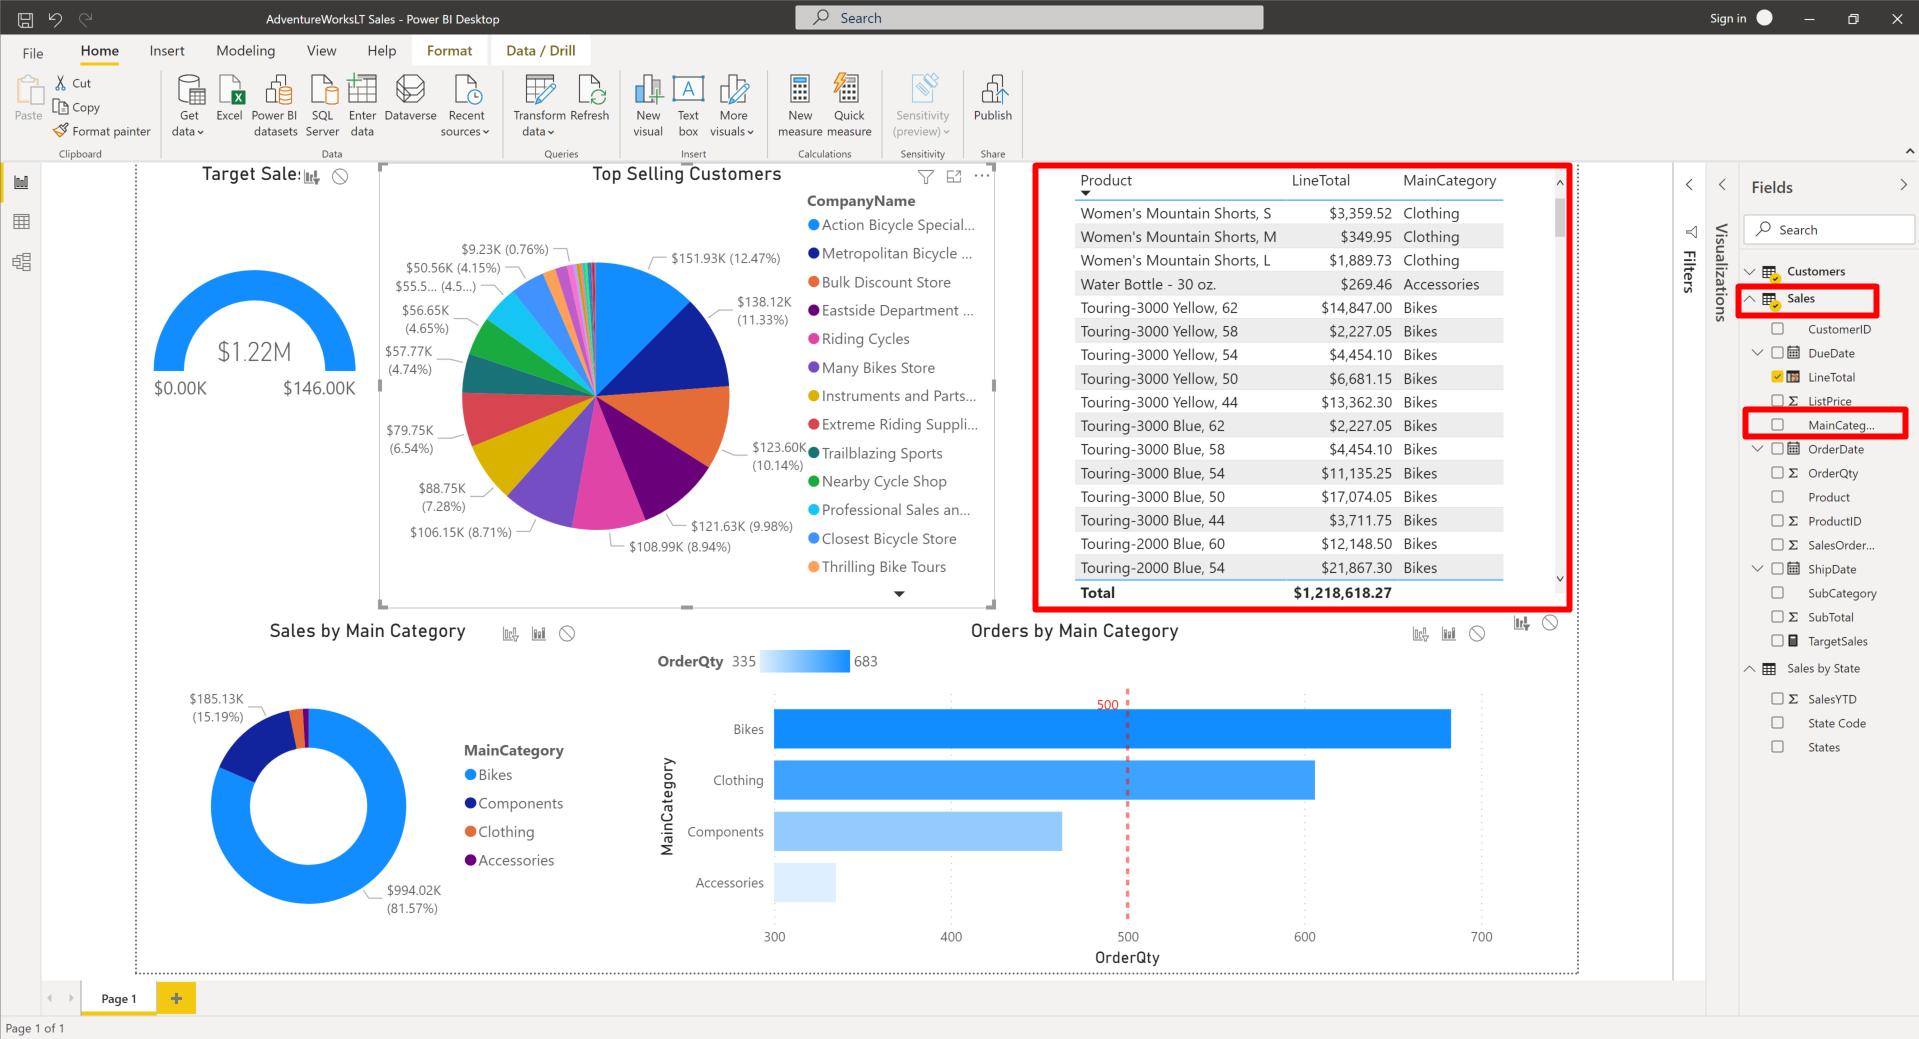 AdventureWorksLT Sales - Power BI Desktop
Search
Sign in
File
Home
Insert
Modeling
View
Help
Format
Data / Drill
Paste
Cut
Copy
Format painter
Clipboard
Get data
Excel
Power BI datasets
SQL Server
Enter data
Dataverse
Recent sources
Data
Transform data
Refresh
Queries
New visual
Text box
More visuals
Insert
New measure
Quick measure
Calculations
Sensitivity (preview)
Sensitivity
Publish
Share
Target Sale
$1.22M
$0.00K
$146.00K
Top Selling Customers
$9.23K (0.76%)
$50.56K (4.15%)
$55.5... (4.5...)
$56.65K
(4.65%)
$57.77K
(4.74%)
$79.75K
(6.54%)
$88.75K
(7.28%)
$106.15K (8.71%)
$108.99K (8.94%)
$121.63K (9.98%)
$123.60K
(10.14%)
$138.12K
(11.33%)
$151.93K (12.47%)
CompanyName
Action Bicycle Special...
Metropolitan Bicycle ...
Bulk Discount Store
Eastside Department ...
Riding Cycles
Many Bikes Store
Instruments and Parts...
Extreme Riding Suppli...
Trailblazing Sports
Nearby Cycle Shop
Professional Sales an...
Closest Bicycle Store
Thrilling Bike Tours
Product LineTotal MainCategory
Women's Mountain Shorts, S $3,359.52 Clothing
Women's Mountain Shorts, M $349.95 Clothing
Women's Mountain Shorts, L $1,889.73 Clothing
Water Bottle - 30 oz. $269.46 Accessories
Touring-3000 Yellow, 62 $14,847.00 Bikes
Touring-3000 Yellow, 58 $2,227.05 Bikes
Touring-3000 Yellow, 54 $4,454.10 Bikes
Touring-3000 Yellow, 50 $6,681.15 Bikes
Touring-3000 Yellow, 44 $13,362.30 Bikes
Touring-3000 Blue, 62 $2,227.05 Bikes
Touring-3000 Blue, 58 $4,454.10 Bikes
Touring-3000 Blue, 54 $11,135.25 Bikes
Touring-3000 Blue, 50 $17,074.05 Bikes
Touring-3000 Blue, 44 $3,711.75 Bikes
Touring-2000 Blue, 60 $12,148.50 Bikes
Touring-2000 Blue, 54 $21,867.30 Bikes
Total $1,218,618.27
Sales by Main Category
$185.13K
(15.19%)
$994.02K
(81.57%)
MainCategory
Bikes
Components
Clothing
Accessories
Orders by Main Category
OrderQty 335 683
500
MainCategory
Bikes
Clothing
Components
Accessories
300 400 500 600 700
OrderQty
Filters
Visualizations
Fields
Search
Customers
Sales
CustomerID
DueDate
LineTotal
ListPrice
MainCateg...
OrderDate
OrderQty
Product
ProductID
SalesOrder...
ShipDate
SubCategory
SubTotal
TargetSales
Sales by State
SalesYTD
State Code
States
Page 1
Page 1 of 1